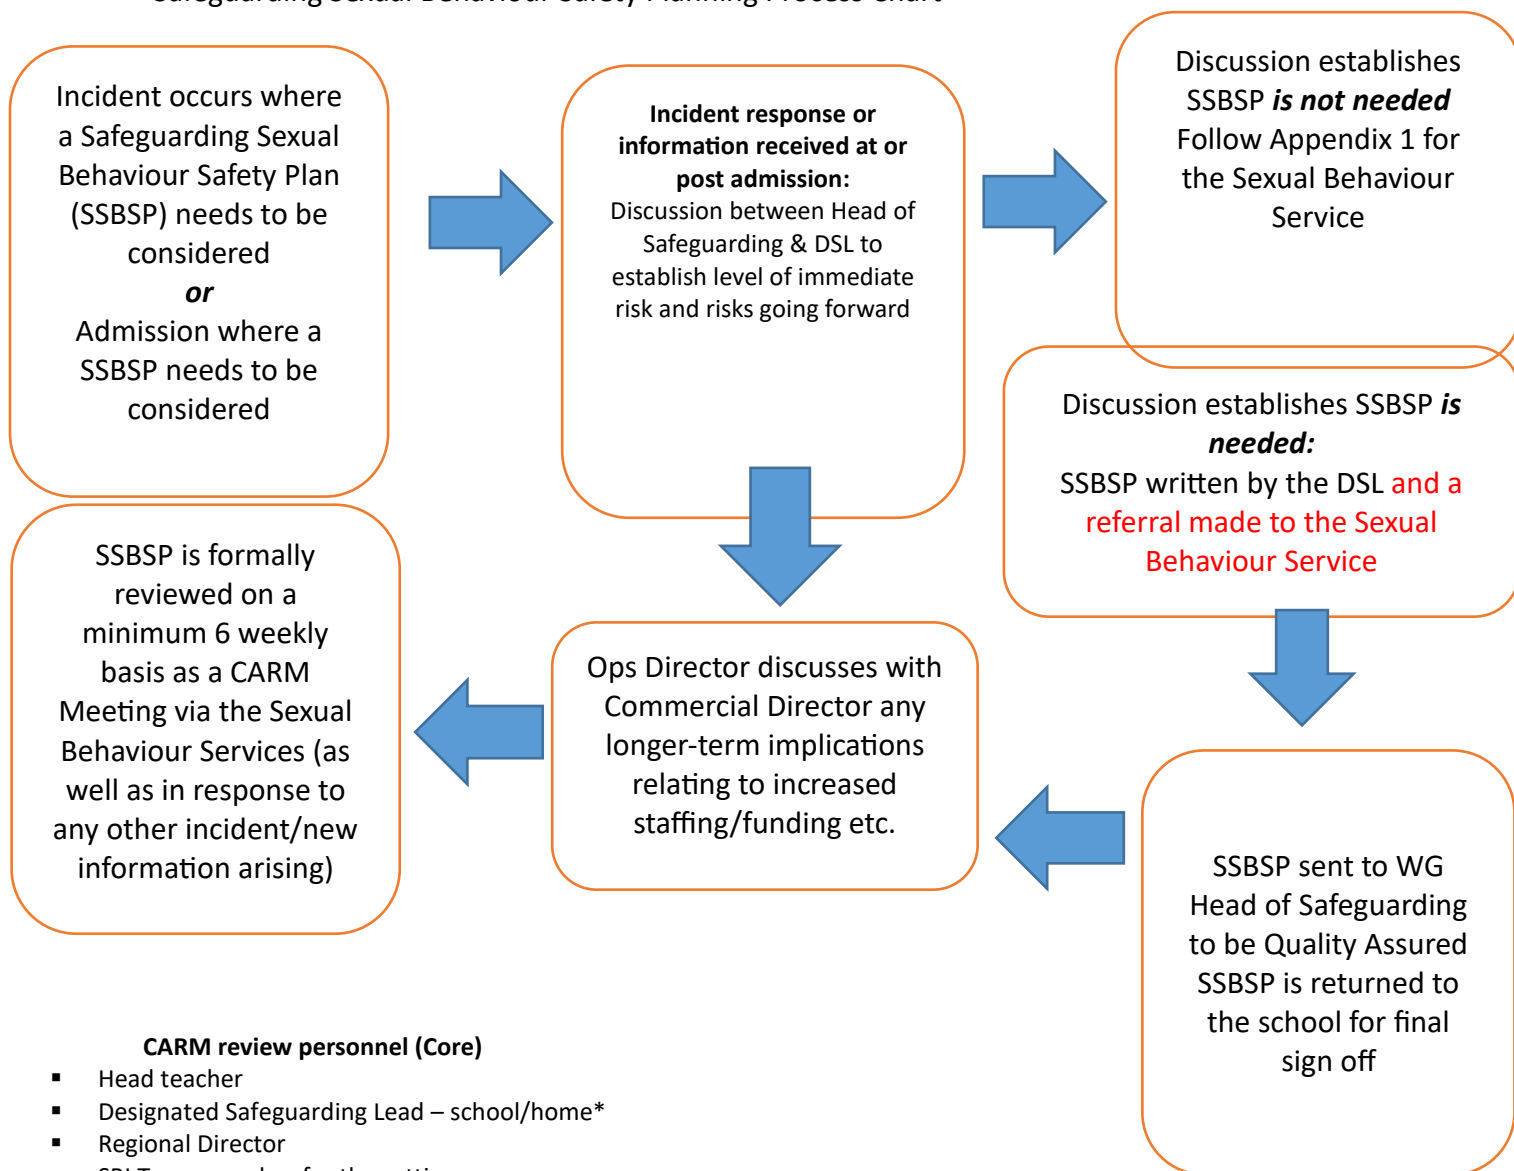 Safeguarding Sexual Behaviour Safety Planning Process Chart
Incident occurs where
a Safeguarding Sexual
Behaviour Safety Plan
(SSBSP) needs to be
considered
or
Admission where a
SSBSP needs to be
considered
Incident response or
information received at or
post admission:
Discussion between Head of
Safeguarding & DSL to
establish level of immediate
risk and risks going forward
Discussion establishes
SSBSP is not needed
Follow Appendix 1 for
the Sexual Behaviour
Service
Discussion establishes SSBSP is
needed:
SSBSP written by the DSL and a
referral made to the Sexual
Behaviour Service
SSBSP sent to WG
Head of Safeguarding
to be Quality Assured
SSBSP is returned to
the school for final
sign off
Ops Director discusses with
Commercial Director any
longer-term implications
relating to increased
staffing/funding etc.
SSBSP is formally
reviewed on a
minimum 6 weekly
basis as a CARM
Meeting via the Sexual
Behaviour Services (as
well as in response to
any other incident/new
information arising)
CARM review personnel (Core)
▪ Head teacher
▪ Designated Safeguarding Lead – school/home*
▪ Regional Director